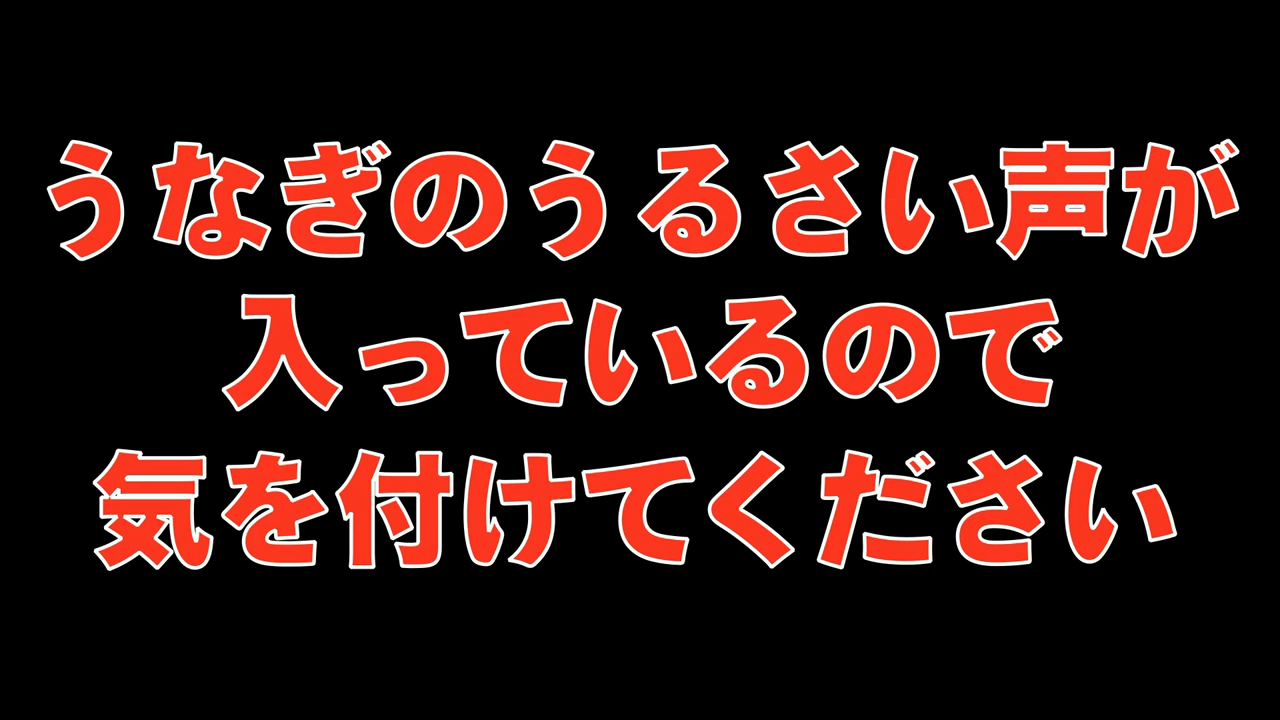 うなぎのうるさい声が
入っているので
気を付けてください